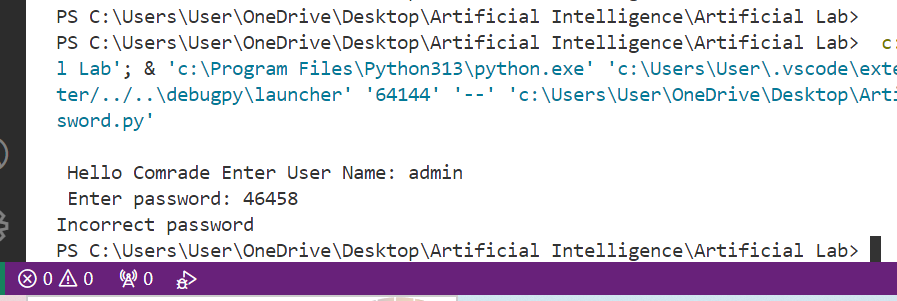 PS C:\Users\User\OneDrive\Desktop\Artificial Intelligence\Artificial Lab>
PS C:\Users\User\OneDrive\Desktop\Artificial Intelligence\Artificial Lab>  c:
l Lab'; & 'c:\Program Files\Python313\python.exe' 'c:\Users\User\.vscode\exte
ter/../..\debugpy\launcher' '64144' '--' 'c:\Users\User\OneDrive\Desktop\Arti
sword.py'
Hello Comrade Enter User Name: admin
Enter password: 46458
Incorrect password
PS C:\Users\User\OneDrive\Desktop\Artificial Intelligence\Artificial Lab>
0 0 0